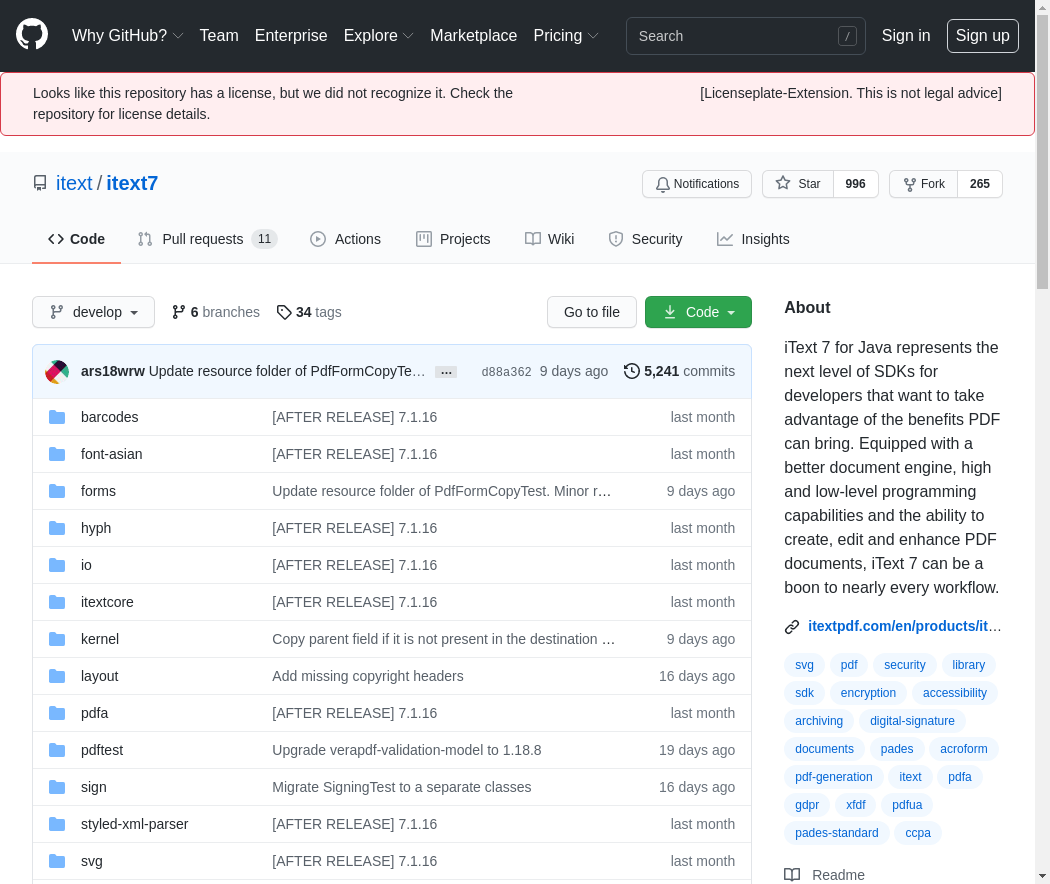 Why GitHub? Team Enterprise Explore Marketplace Pricing Search / Sign in Sign up
Looks like this repository has a license, but we did not recognize it. Check the
repository for license details.
[Licenseplate-Extension. This is not legal advice]
itext / itext7
Notifications Star 996 Fork 265
Code Pull requests 11 Actions Projects Wiki Security Insights
develop 6 branches 34 tags Go to file Code
ars18wrw Update resource folder of PdfFormCopyTe… … d88a362 9 days ago 5,241 commits
barcodes [AFTER RELEASE] 7.1.16 last month
font-asian [AFTER RELEASE] 7.1.16 last month
forms Update resource folder of PdfFormCopyTest. Minor r… 9 days ago
hyph [AFTER RELEASE] 7.1.16 last month
io [AFTER RELEASE] 7.1.16 last month
itextcore [AFTER RELEASE] 7.1.16 last month
kernel Copy parent field if it is not present in the destination … 9 days ago
layout Add missing copyright headers 16 days ago
pdfa [AFTER RELEASE] 7.1.16 last month
pdftest Upgrade verapdf-validation-model to 1.18.8 19 days ago
sign Migrate SigningTest to a separate classes 16 days ago
styled-xml-parser [AFTER RELEASE] 7.1.16 last month
svg [AFTER RELEASE] 7.1.16 last month
About
iText 7 for Java represents the
next level of SDKs for
developers that want to take
advantage of the benefits PDF
can bring. Equipped with a
better document engine, high
and low-level programming
capabilities and the ability to
create, edit and enhance PDF
documents, iText 7 can be a
boon to nearly every workflow.
itextpdf.com/en/products/it…
svg pdf security library
sdk encryption accessibility
archiving digital-signature
documents pades acroform
pdf-generation itext pdfa
gdpr xfdf pdfua
pades-standard ccpa
Readme